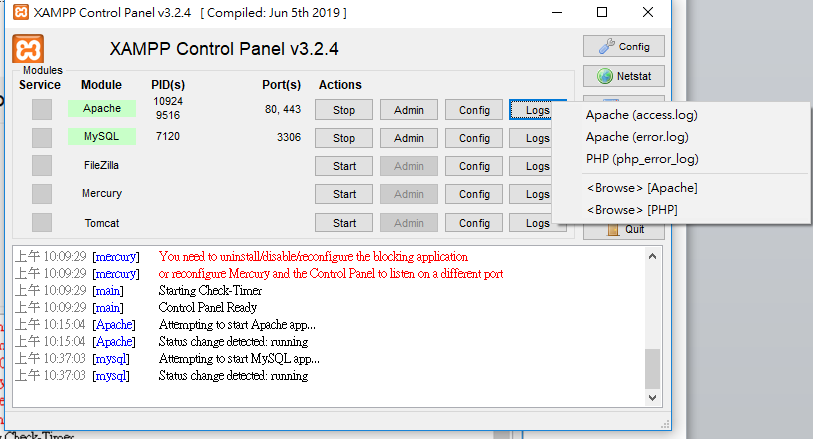 XAMPP Control Panel v3.2.4 [ Compiled: Jun 5th 2019 ]
XAMPP Control Panel v3.2.4
Config
Modules
Service Module PID(s) Port(s) Actions
Netstat
Apache 10924 9516 80, 443 Stop Admin Config Logs
MySQL 7120 3306 Stop Admin Config Logs
FileZilla Start Admin Config Logs
Mercury Start Admin Config
Tomcat Start Admin Config Logs
Apache (access.log)
Apache (error.log)
PHP (php_error_log)
<Browse> [Apache]
<Browse> [PHP]
Quit
上午 10:09:29 [mercury] You need to uninstall/disable/reconfigure the blocking application
上午 10:09:29 [mercury] or reconfigure Mercury and the Control Panel to listen on a different port
上午 10:09:29 [main] Starting Check-Timer
上午 10:09:29 [main] Control Panel Ready
上午 10:15:04 [Apache] Attempting to start Apache app...
上午 10:15:04 [Apache] Status change detected: running
上午 10:37:03 [mysql] Attempting to start MySQL app...
上午 10:37:03 [mysql] Status change detected: running
Check-Timer